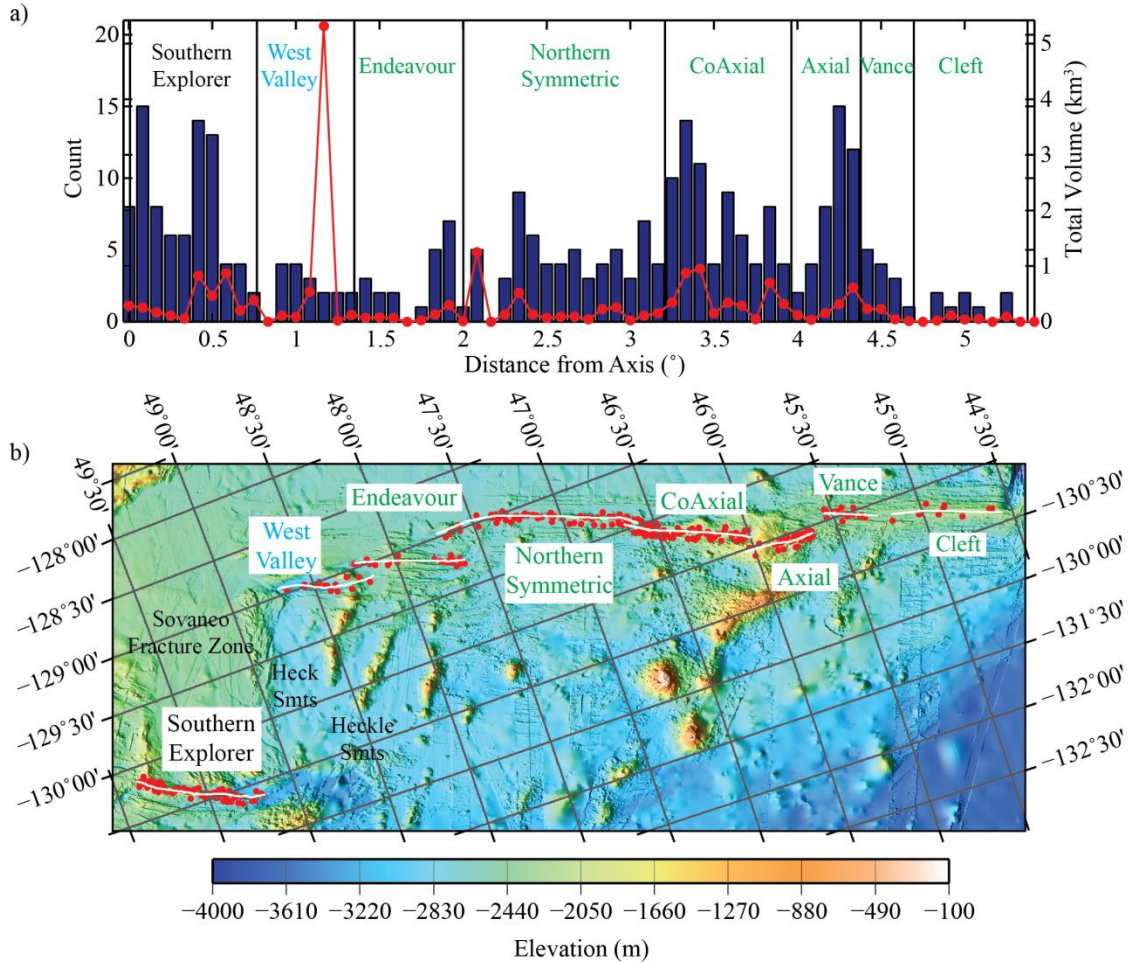 a)
20
15
10
5
0
Count
Southern
Explorer
West
Valley
Endeavour
Northern
Symmetric
CoAxial
Axial
Vance
Cleft
5
4
3
2
1
0
Total Volume (km³)
0
0.5
1
1.5
2
2.5
3
3.5
4
4.5
5
Distance from Axis (°)
b)
49°30'
49°00'
48°30'
48°00'
47°30'
47°00'
46°30'
46°00'
45°30'
45°00'
44°30'
−128°00'
−128°30'
−129°00'
−129°30'
−130°00'
−130°30'
−130°00'
−131°30'
−132°00'
−132°30'
Endeavour
CoAxial
Vance
West
Valley
Northern
Symmetric
Axial
Cleft
Sovanco
Fracture Zone
Heck
Smts
Heckle
Smts
Southern
Explorer
−4000 −3610 −3220 −2830 −2440 −2050 −1660 −1270 −880 −490 −100
Elevation (m)